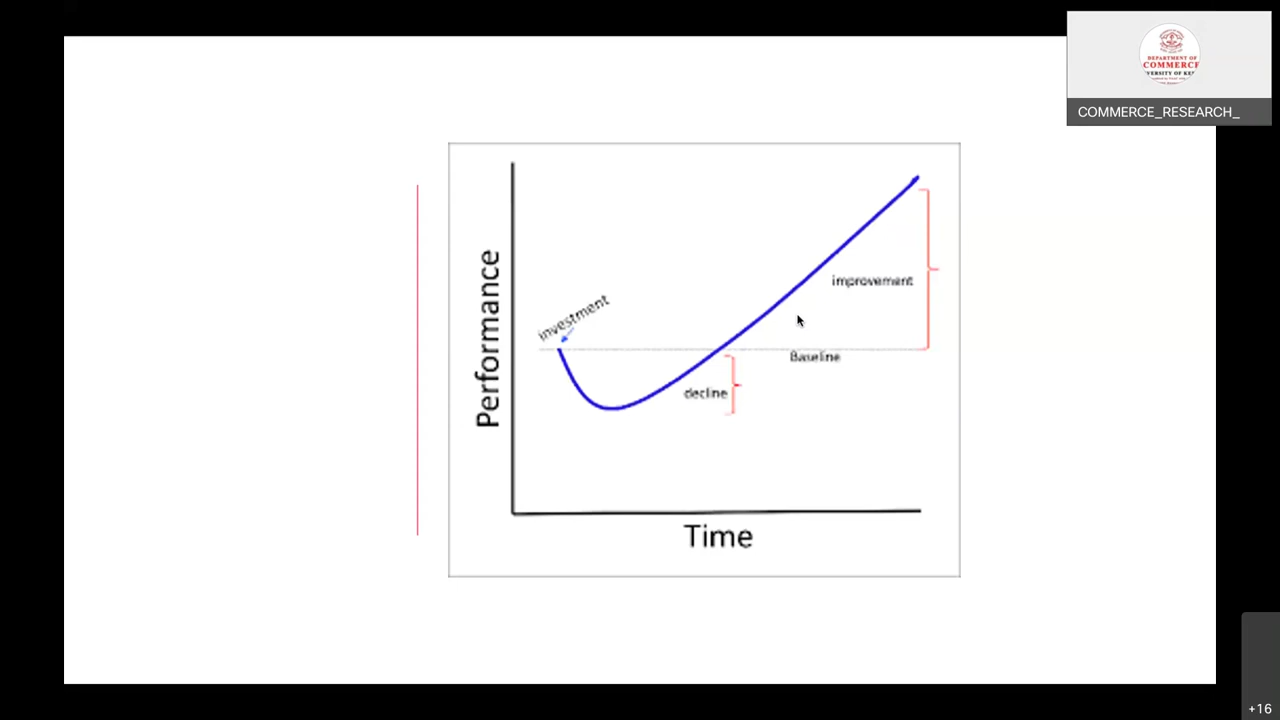 DEPARTMENT OF
COMMERCE
COMMERCE_RESEARCH_
investment
Performance
improvement
Baseline
decline
Time
+16